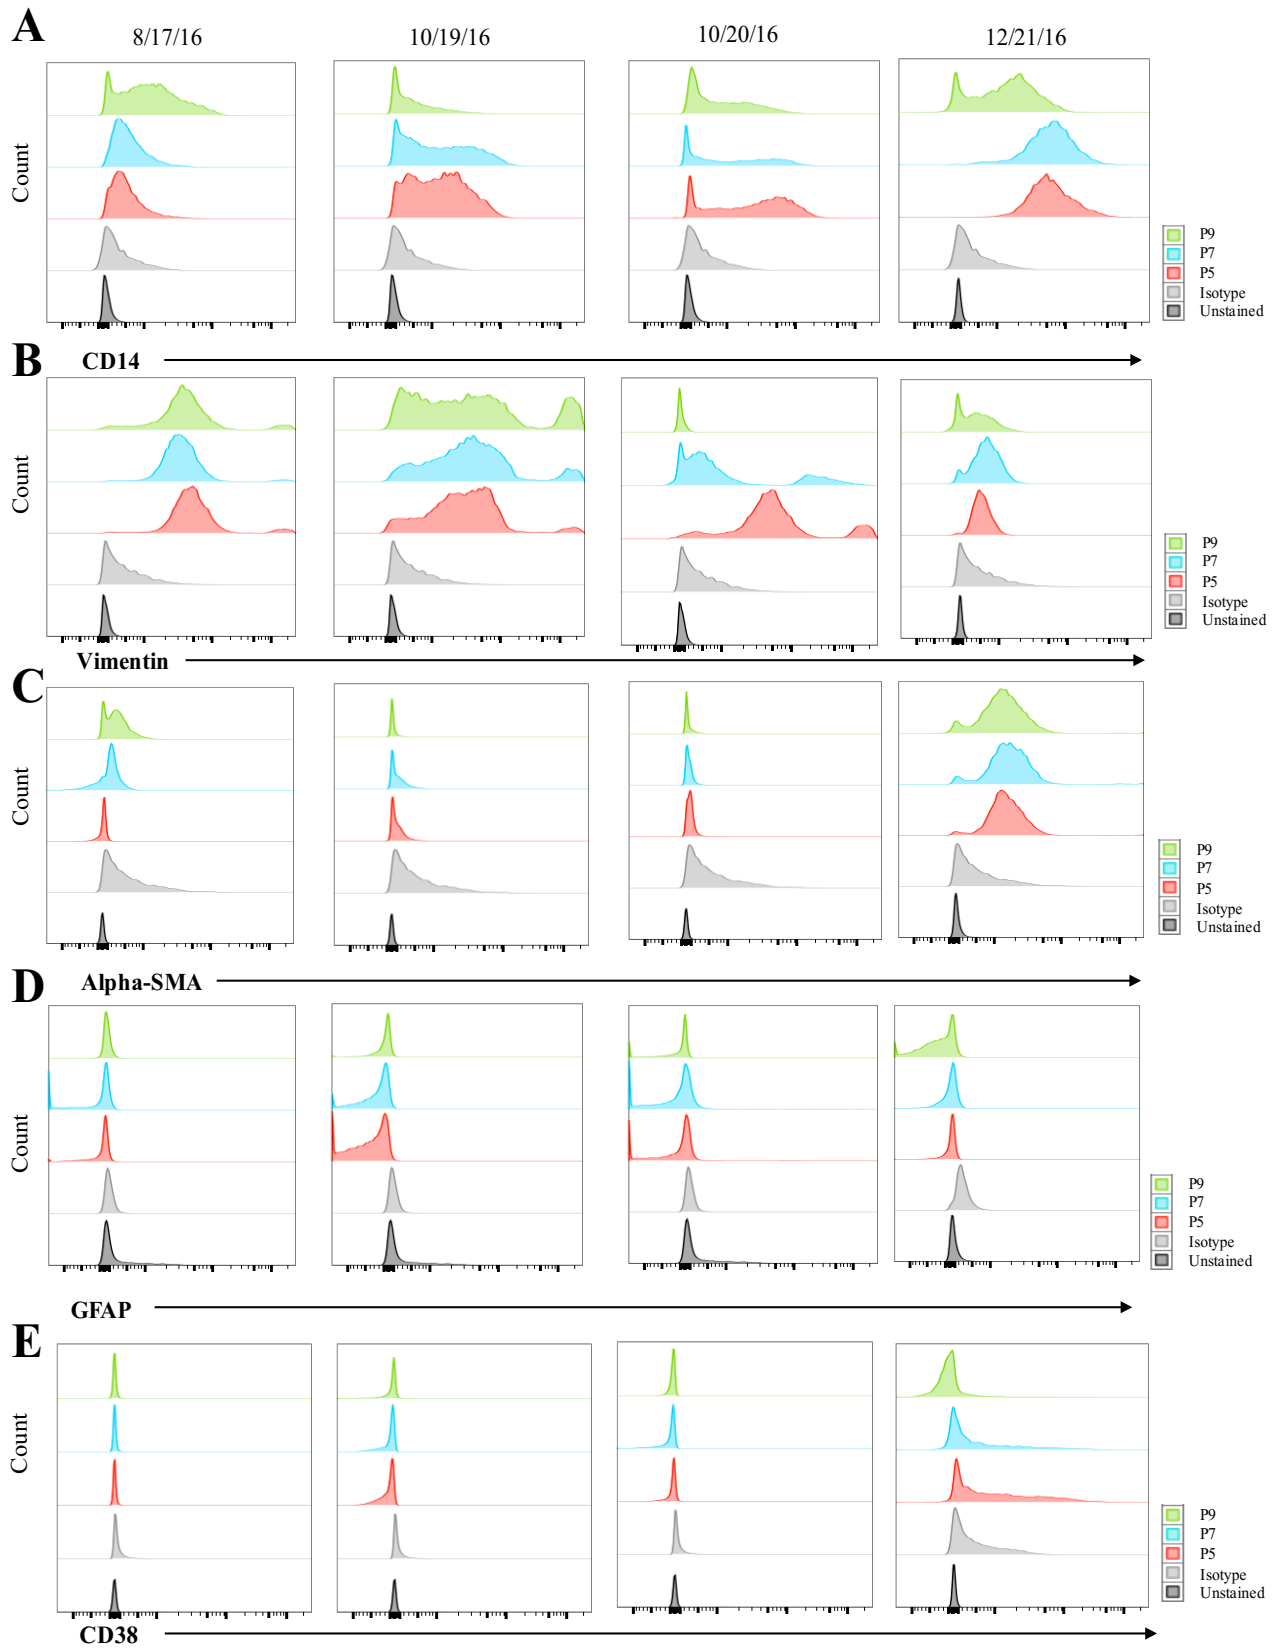 A
8/17/16
10/19/16
10/20/16
12/21/16
Count
P9
P7
P5
Isotype
Unstained
CD14
B
Count
P9
P7
P5
Isotype
Unstained
Vimentin
C
Count
P9
P7
P5
Isotype
Unstained
Alpha-SMA
D
Count
P9
P7
P5
Isotype
Unstained
GFAP
E
Count
P9
P7
P5
Isotype
Unstained
CD38